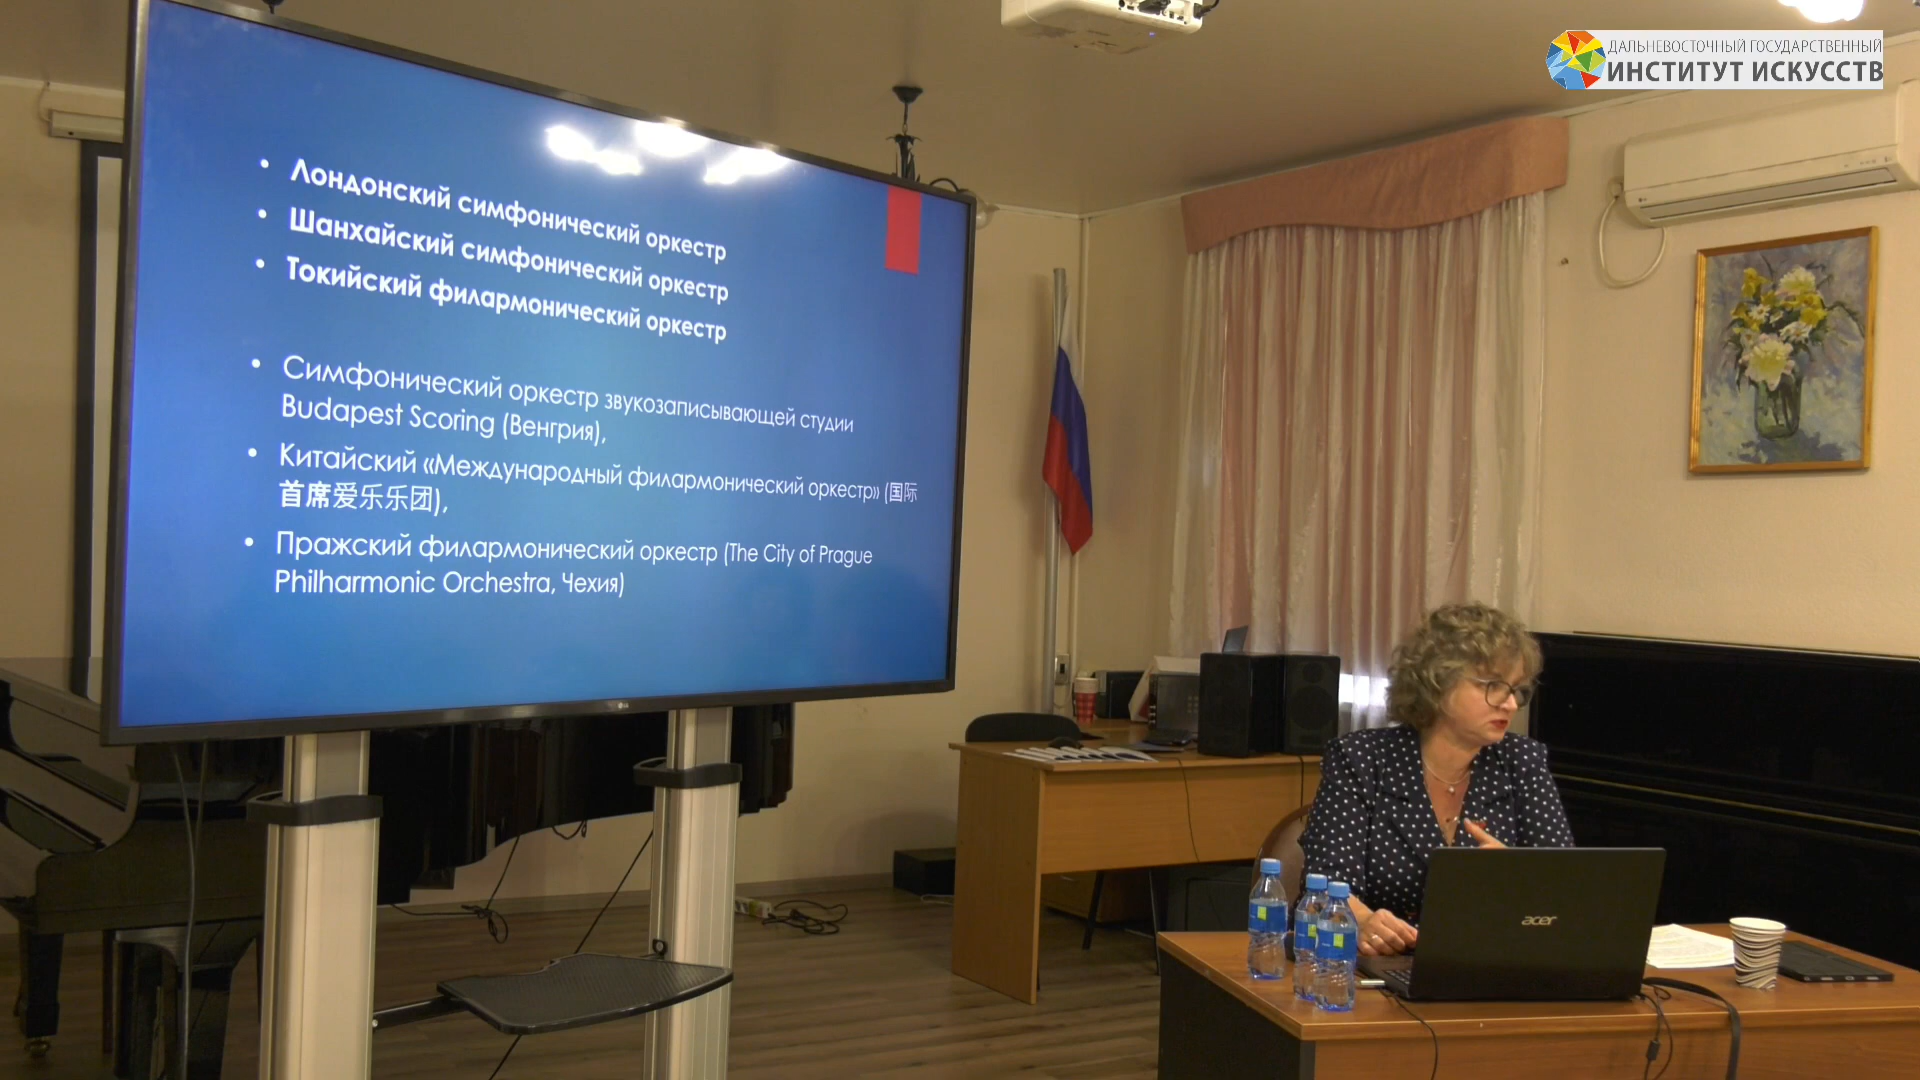 ДАЛЬНЕВОСТОЧНЫЙ ГОСУДАРСТВЕННЫЙ
ИНСТИТУТ ИСКУССТВ
• Лондонский симфонический оркестр
• Шанхайский симфонический оркестр
• Токийский филармонический оркестр
• Симфонический оркестр звукозаписывающей студии
Budapest Scoring (Венгрия),
• Китайский «Международный филармонический оркестр» (国际
首席爱乐乐团),
• Пражский филармонический оркестр (The City of Prague
Philharmonic Orchestra, Чехия)
LG
acer